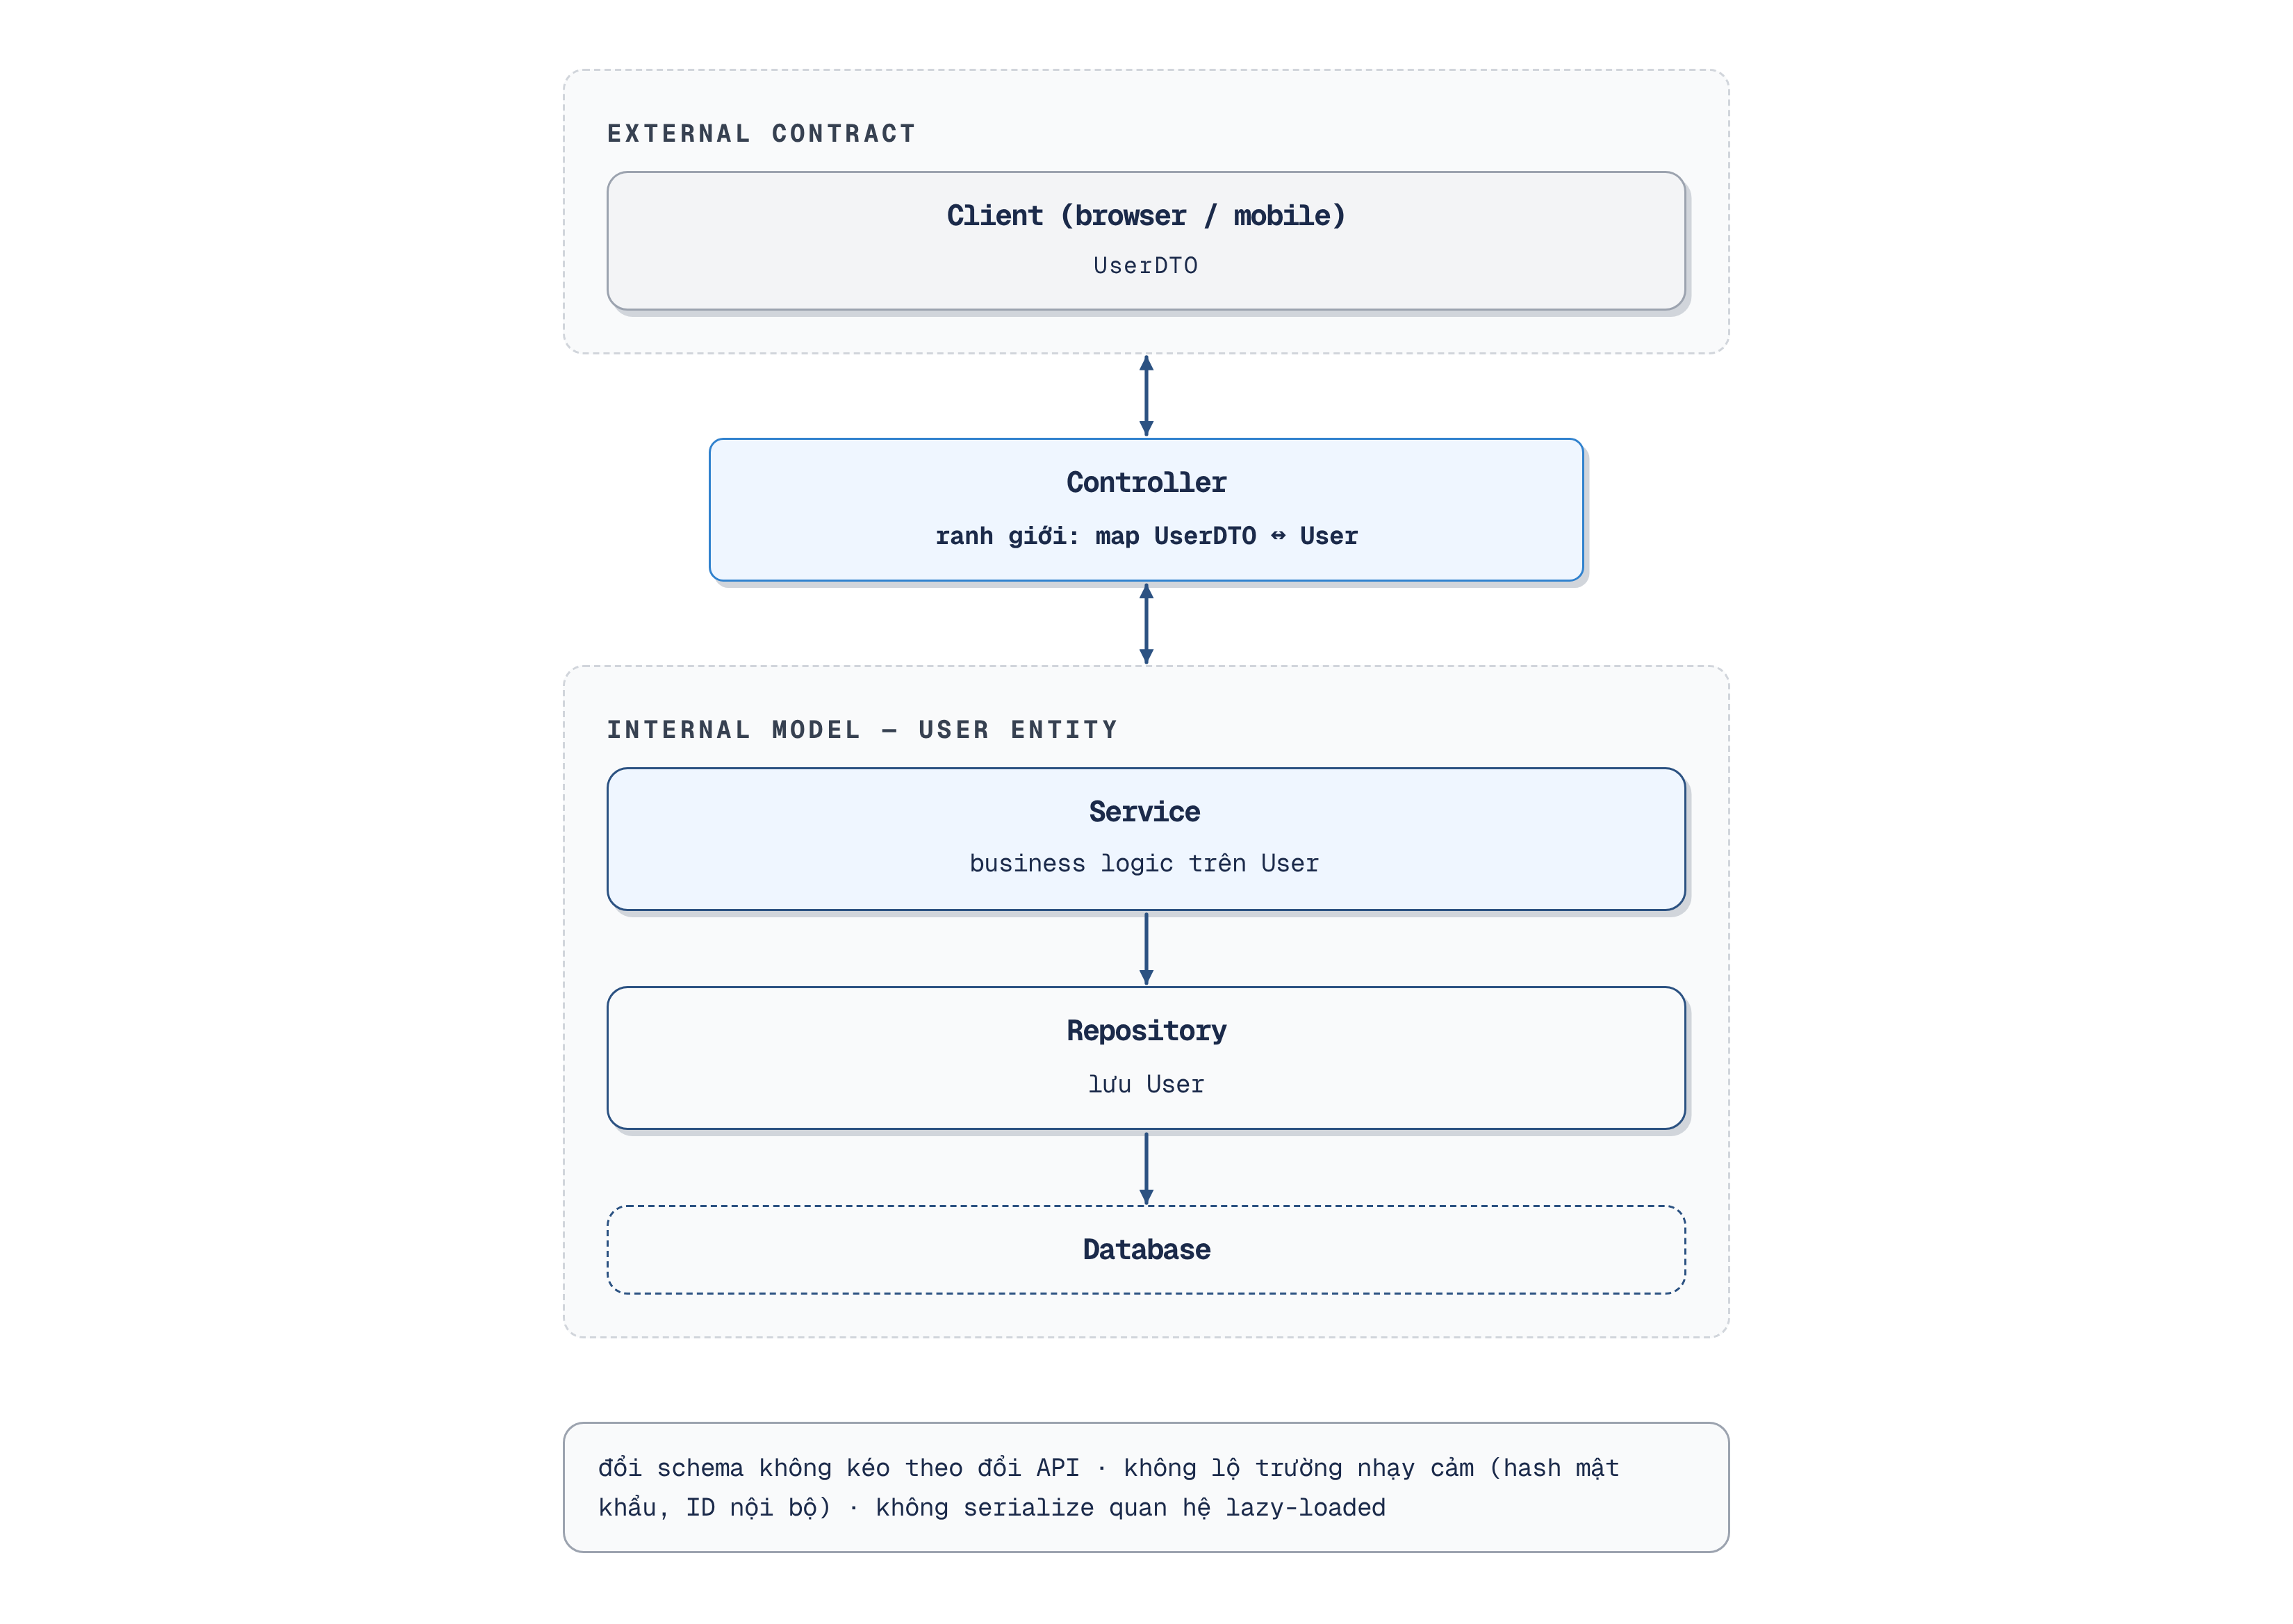 EXTERNAL CONTRACT
Client (browser / mobile)
UserDTO
Controller
ranh giới: map UserDTO ↔ User
INTERNAL MODEL — USER ENTITY
Service
business logic trên User
Repository
lưu User
Database
đổi schema không kéo theo đổi API · không lộ trường nhạy cảm (hash mật
khẩu, ID nội bộ) · không serialize quan hệ lazy-loaded